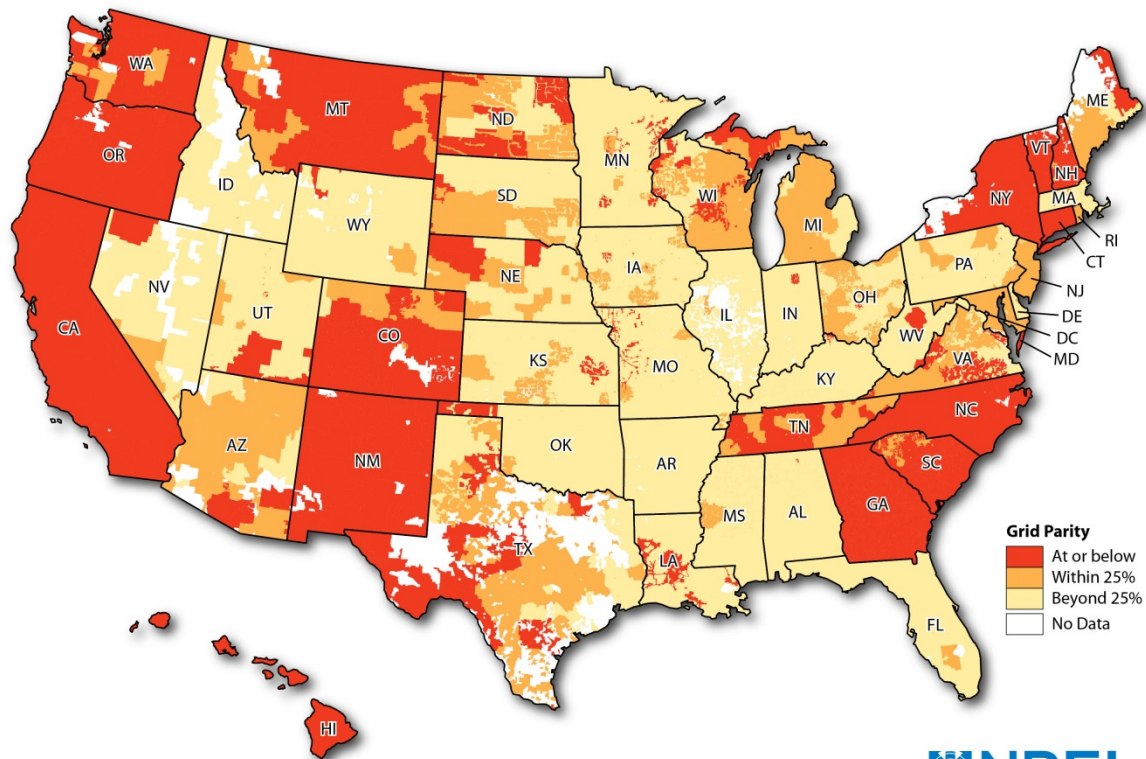 WA
MT
ND
MN
ME
VT
NH
OR
ID
WY
SD
WI
MI
NY
MA
RI
CT
NV
UT
NE
IA
PA
NJ
CA
CO
KS
MO
IL
IN
OH
WV
VA
DE
DC
MD
KY
AZ
NM
OK
AR
TN
NC
SC
TX
LA
MS
AL
GA
FL
HI
Grid Parity
At or below
Within 25%
Beyond 25%
No Data